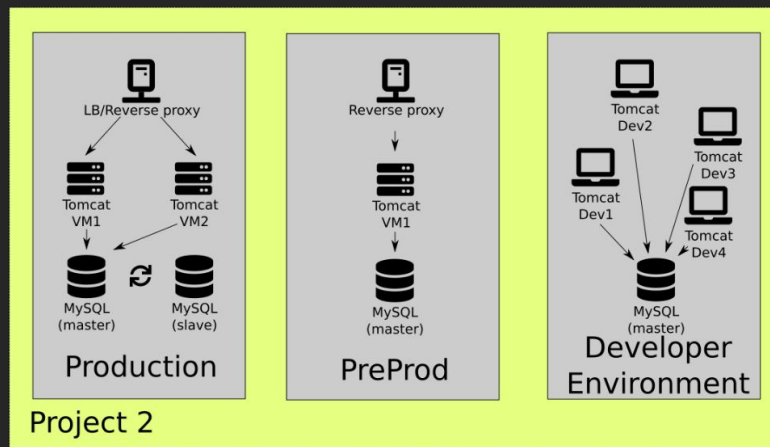 LB/Reverse proxy
Tomcat
VM1
Tomcat
VM2
MySQL
(master)
MySQL
(slave)
Production
Reverse proxy
Tomcat
VM1
MySQL
(master)
PreProd
Tomcat
Dev2
Tomcat
Dev3
Tomcat
Dev1
Tomcat
Dev4
MySQL
(master)
Developer
Environment
Project 2